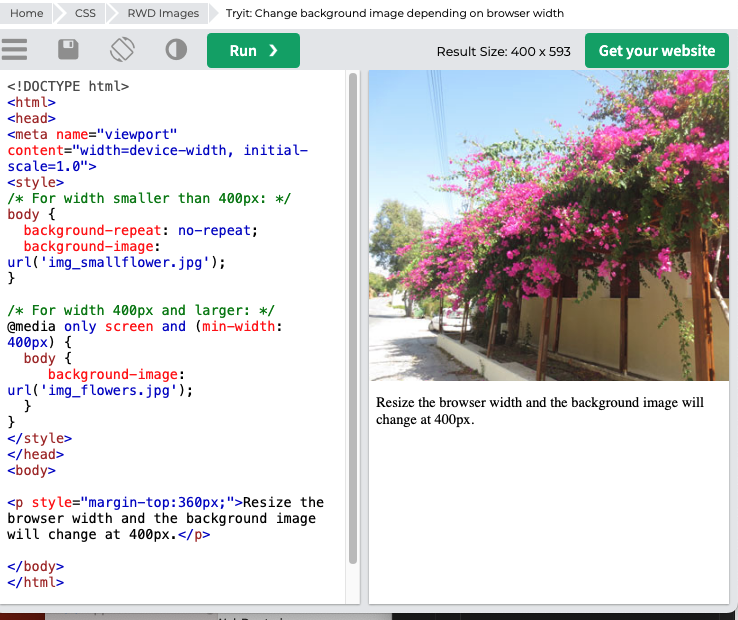 Home CSS RWD Images Tryit: Change background image depending on browser width
Run ❯
Result Size: 400 x 593
Get your website
<!DOCTYPE html>
<html>
<head>
<meta name="viewport"
content="width=device-width, initial-
scale=1.0">
<style>
/* For width smaller than 400px: */
body {
  background-repeat: no-repeat;
  background-image:
url('img_smallflower.jpg');
}

/* For width 400px and larger: */
@media only screen and (min-width:
400px) {
  body {
     background-image:
url('img_flowers.jpg');
  }
}
</style>
</head>
<body>

<p style="margin-top:360px;">Resize the
browser width and the background image
will change at 400px.</p>

</body>
</html>
Resize the browser width and the background image will
change at 400px.